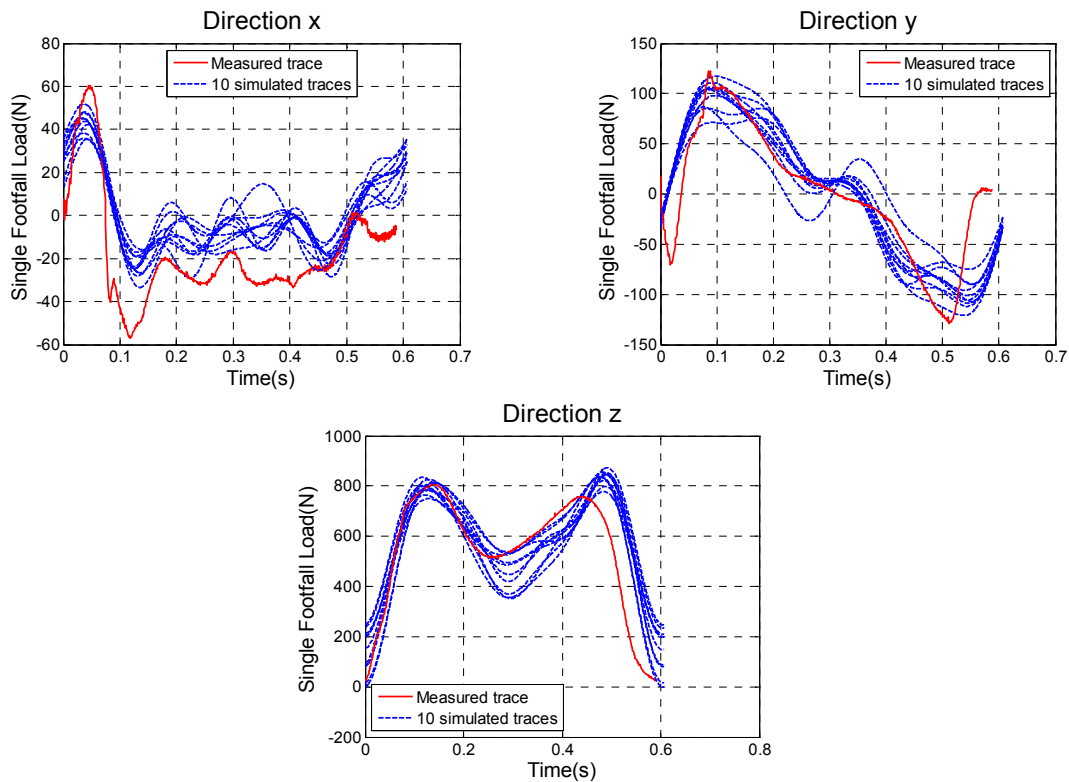 Direction x
Single Footfall Load(N)
80
60
40
20
0
-20
-40
-60
Measured trace
10 simulated traces
0 0.1 0.2 0.3 0.4 0.5 0.6 0.7
Time(s)
Direction y
Single Footfall Load(N)
150
100
50
0
-50
-100
-150
Measured trace
10 simulated traces
0 0.1 0.2 0.3 0.4 0.5 0.6 0.7
Time(s)
Direction z
Single Footfall Load(N)
1000
800
600
400
200
0
-200
Measured trace
10 simulated traces
0 0.2 0.4 0.6 0.8
Time(s)